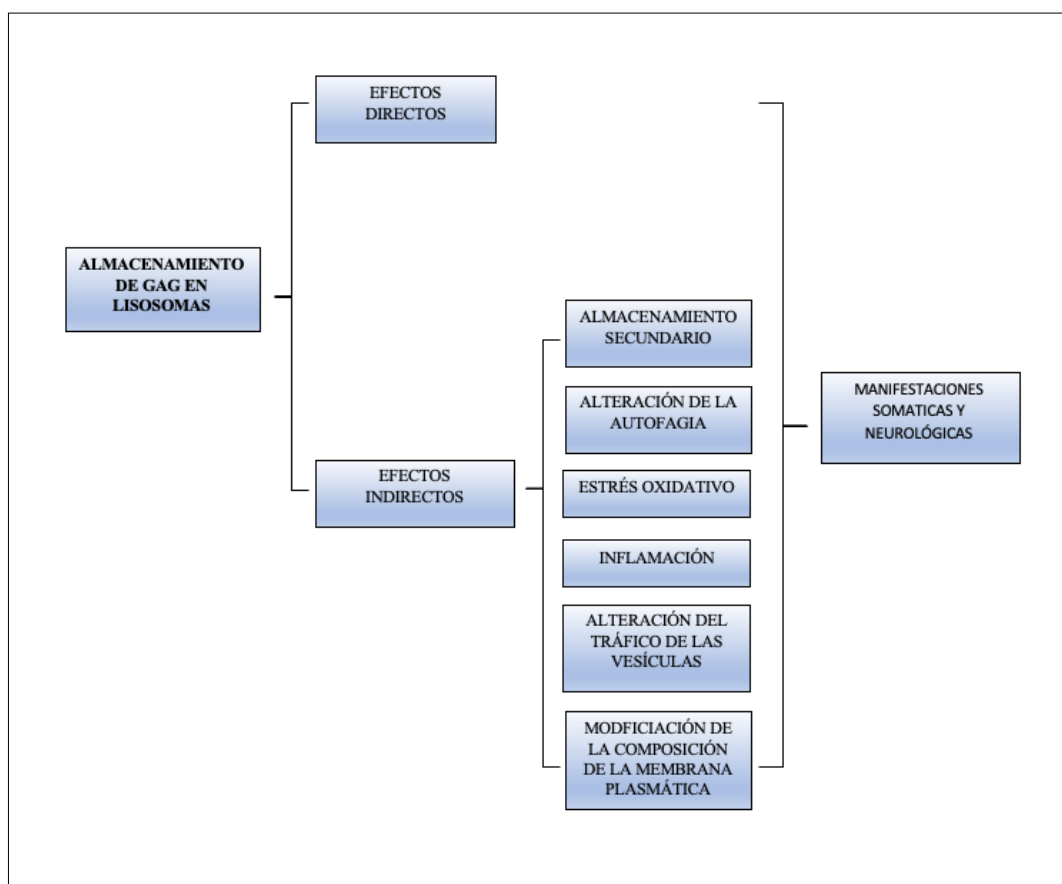 EFECTOS
DIRECTOS
ALMACENAMIENTO
DE GAG EN
LISOSOMAS
EFECTOS
INDIRECTOS
ALMACENAMIENTO
SECUNDARIO
ALTERACIÓN DE LA
AUTOFAGIA
ESTRÉS OXIDATIVO
INFLAMACIÓN
ALTERACIÓN DEL
TRÁFICO DE LAS
VESÍCULAS
MODFICIACIÓN DE
LA COMPOSICIÓN
DE LA MEMBRANA
PLASMÁTICA
MANIFESTACIONES
SOMATICAS Y
NEUROLÓGICAS